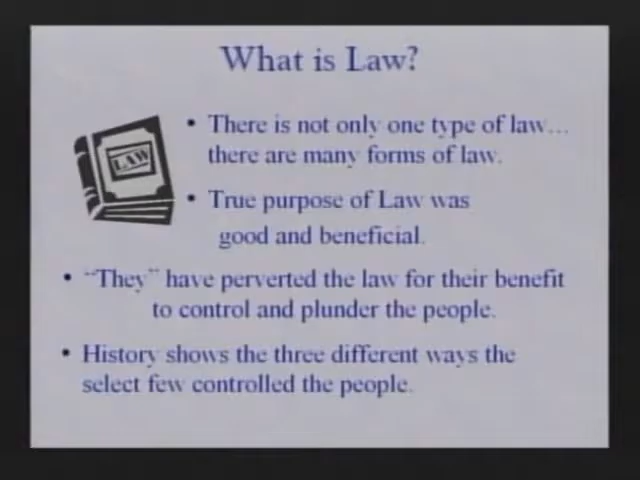 What is Law?
LAW
• There is not only one type of law...
there are many forms of law.
• True purpose of Law was
good and beneficial.
• “They” have perverted the law for their benefit
to control and plunder the people.
• History shows the three different ways the
select few controlled the people.